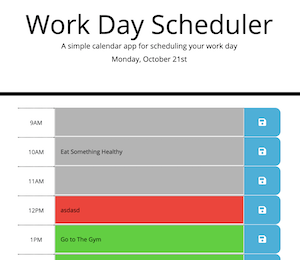 Work Day Scheduler
A simple calendar app for scheduling your work day
Monday, October 21st
9AM
10AM Eat Something Healthy
11AM
12PM asdasd
1PM Go to The Gym